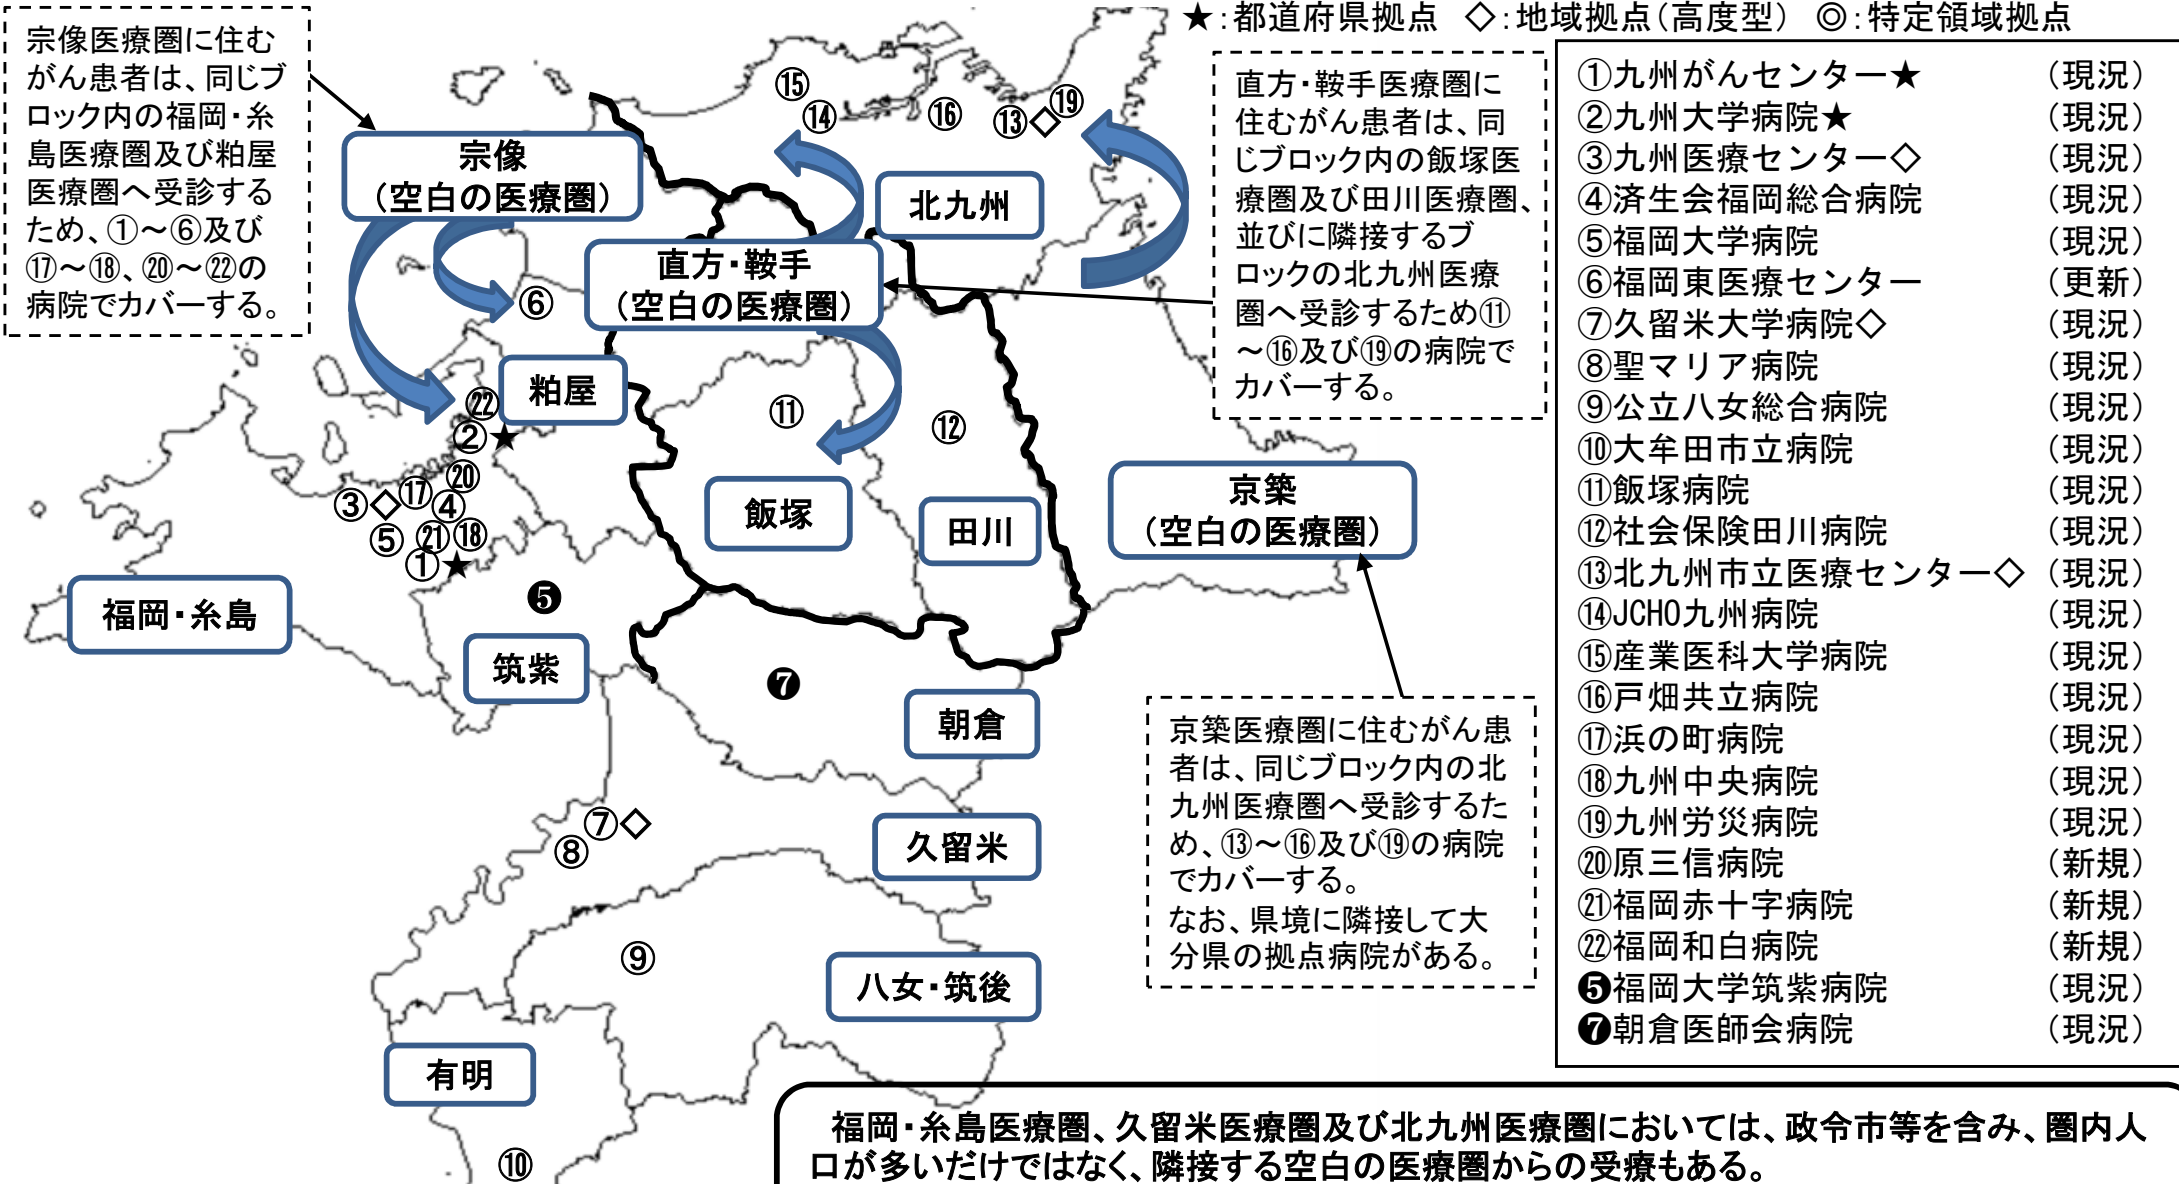 ★：都道府県拠点　◇：地域拠点（高度型）　◎：特定領域拠点
宗像医療圏に住む
がん患者は、同じブ
ロック内の福岡・糸
島医療圏及び粕屋
医療圏へ受診する
ため、①～⑥及び
⑰～⑱、⑳～㉒の
病院でカバーする。
直方・鞍手医療圏に
住むがん患者は、同
じブロック内の飯塚医
療圏及び田川医療圏、
並びに隣接するブ
ロックの北九州医療
圏へ受診するため⑪
～⑯及び⑲の病院で
カバーする。
①九州がんセンター★　（現況）
②九州大学病院★　（現況）
③九州医療センター◇　（現況）
④済生会福岡総合病院　（現況）
⑤福岡大学病院　（現況）
⑥福岡東医療センター　（更新）
⑦久留米大学病院◇　（現況）
⑧聖マリア病院　（現況）
⑨公立八女総合病院　（現況）
⑩大牟田市立病院　（現況）
⑪飯塚病院　（現況）
⑫社会保険田川病院　（現況）
⑬北九州市立医療センター◇　（現況）
⑭JCHO九州病院　（現況）
⑮産業医科大学病院　（現況）
⑯戸畑共立病院　（現況）
⑰浜の町病院　（現況）
⑱九州中央病院　（現況）
⑲九州労災病院　（現況）
⑳原三信病院　（新規）
㉑福岡赤十字病院　（新規）
㉒福岡和白病院　（新規）
❺福岡大学筑紫病院　（現況）
❼朝倉医師会病院　（現況）
⑮
⑭
⑯
⑬◇
⑲
宗像
（空白の医療圏）
北九州
直方・鞍手
（空白の医療圏）
⑥
粕屋
㉒
②★
⑪
⑫
⑳
③◇
⑰
④
⑤
㉑
⑱
①★
飯塚
田川
京築
（空白の医療圏）
福岡・糸島
❺
筑紫
❼
朝倉
京築医療圏に住むがん患
者は、同じブロック内の北
九州医療圏へ受診するた
め、⑬～⑯及び⑲の病院
でカバーする。
なお、県境に隣接して大
分県の拠点病院がある。
⑦◇
⑧
久留米
⑨
八女・筑後
有明
⑩
福岡・糸島医療圏、久留米医療圏及び北九州医療圏においては、政令市等を含み、圏内人
口が多いだけではなく、隣接する空白の医療圏からの受療もある。